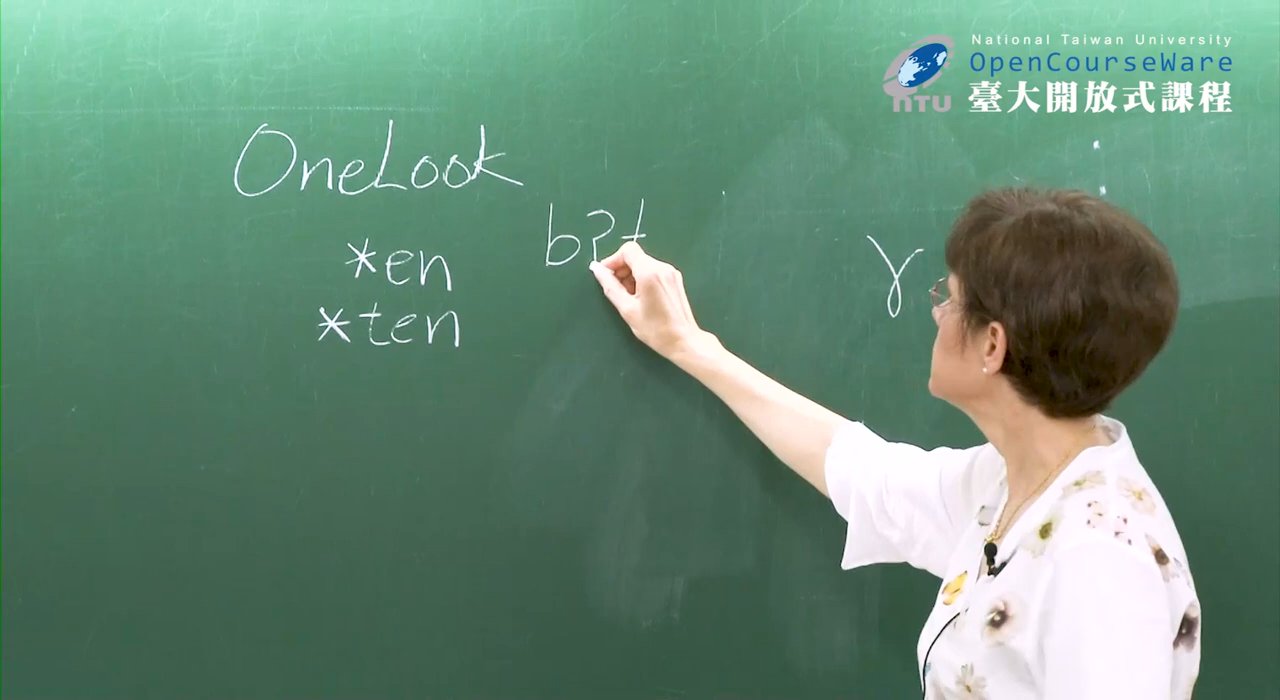 National Taiwan University
OpenCourseWare
臺大開放式課程
NTU
OneLook
b?t
*en
*ten
γ